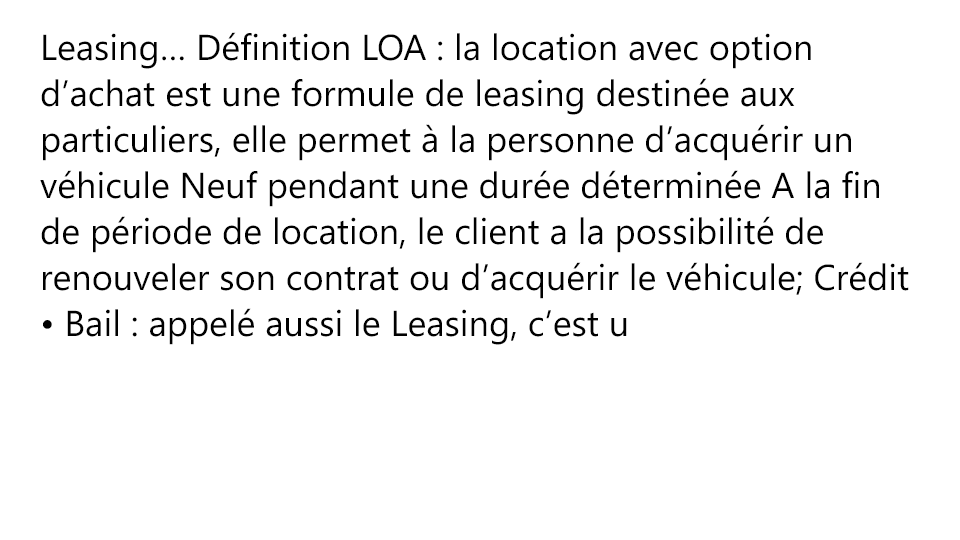 Leasing… Définition LOA : la location avec option
d’achat est une formule de leasing destinée aux
particuliers, elle permet à la personne d’acquérir un
véhicule Neuf pendant une durée déterminée A la fin
de période de location, le client a la possibilité de
renouveler son contrat ou d’acquérir le véhicule; Crédit
• Bail : appelé aussi le Leasing, c’est u